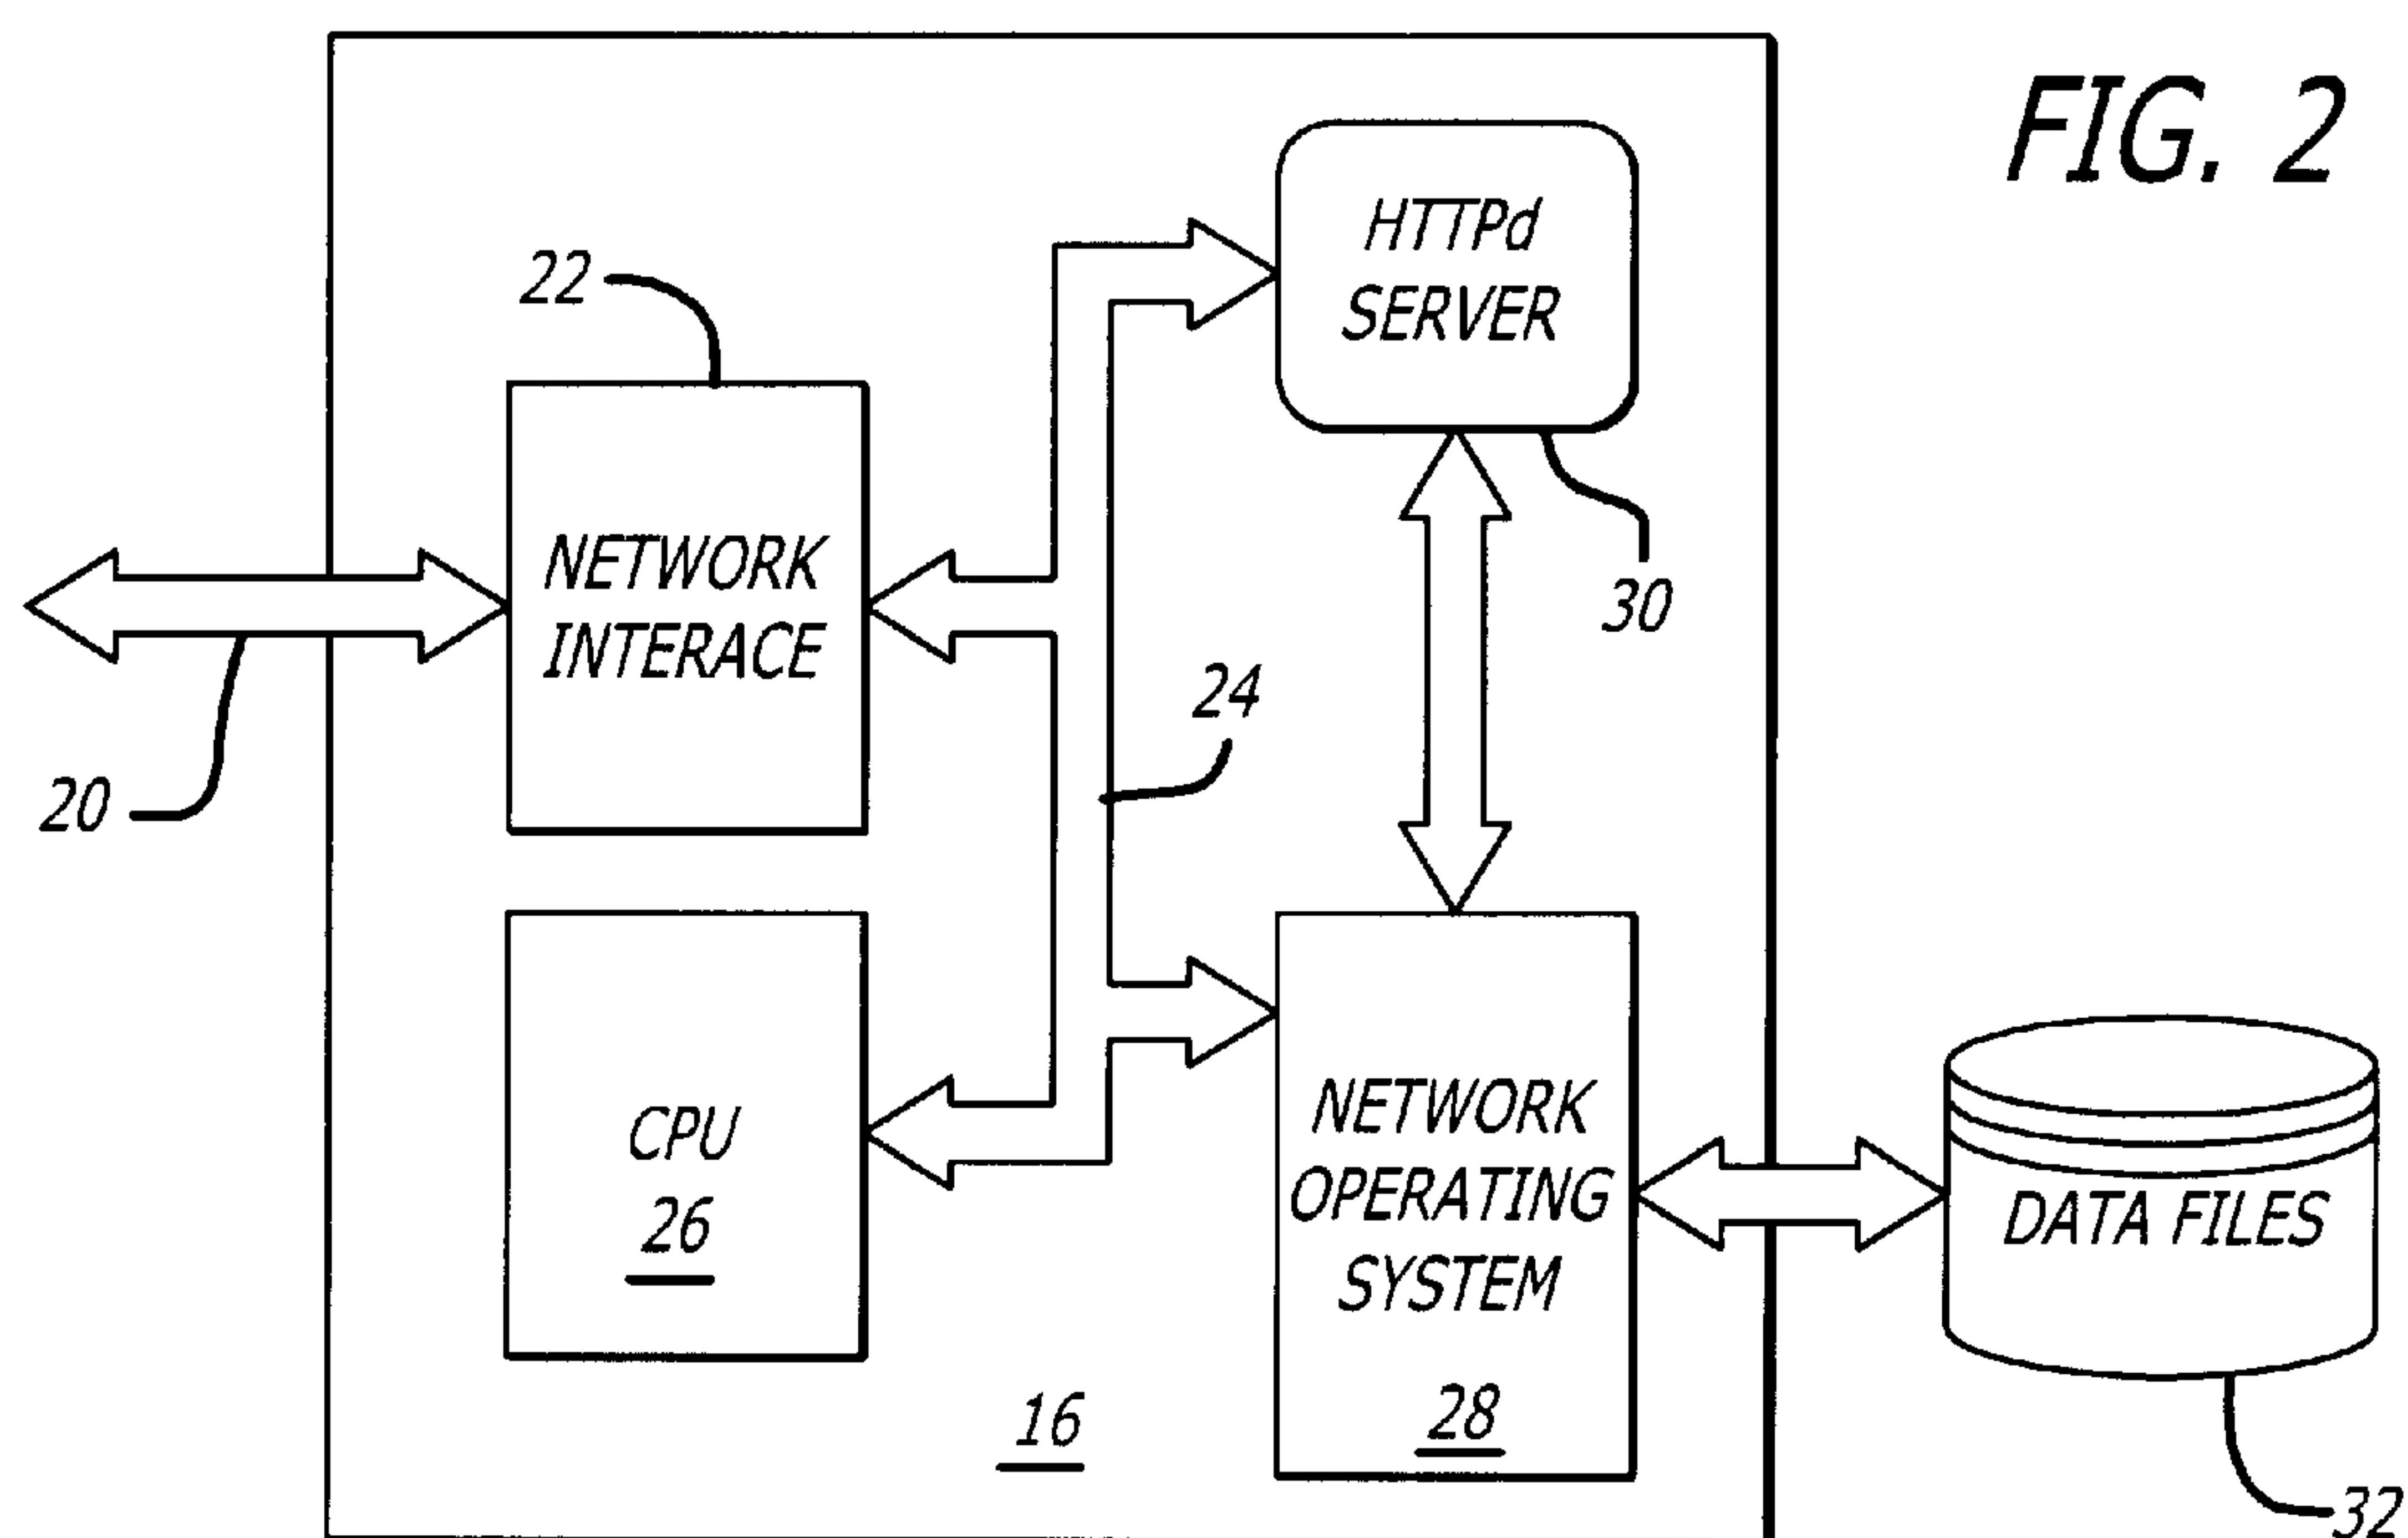 FIG. 2
HTTPd
SERVER
22
NETWORK
INTERACE
30
24
20
CPU
26
NETWORK
OPERATING
SYSTEM
28
DATA FILES
16
32